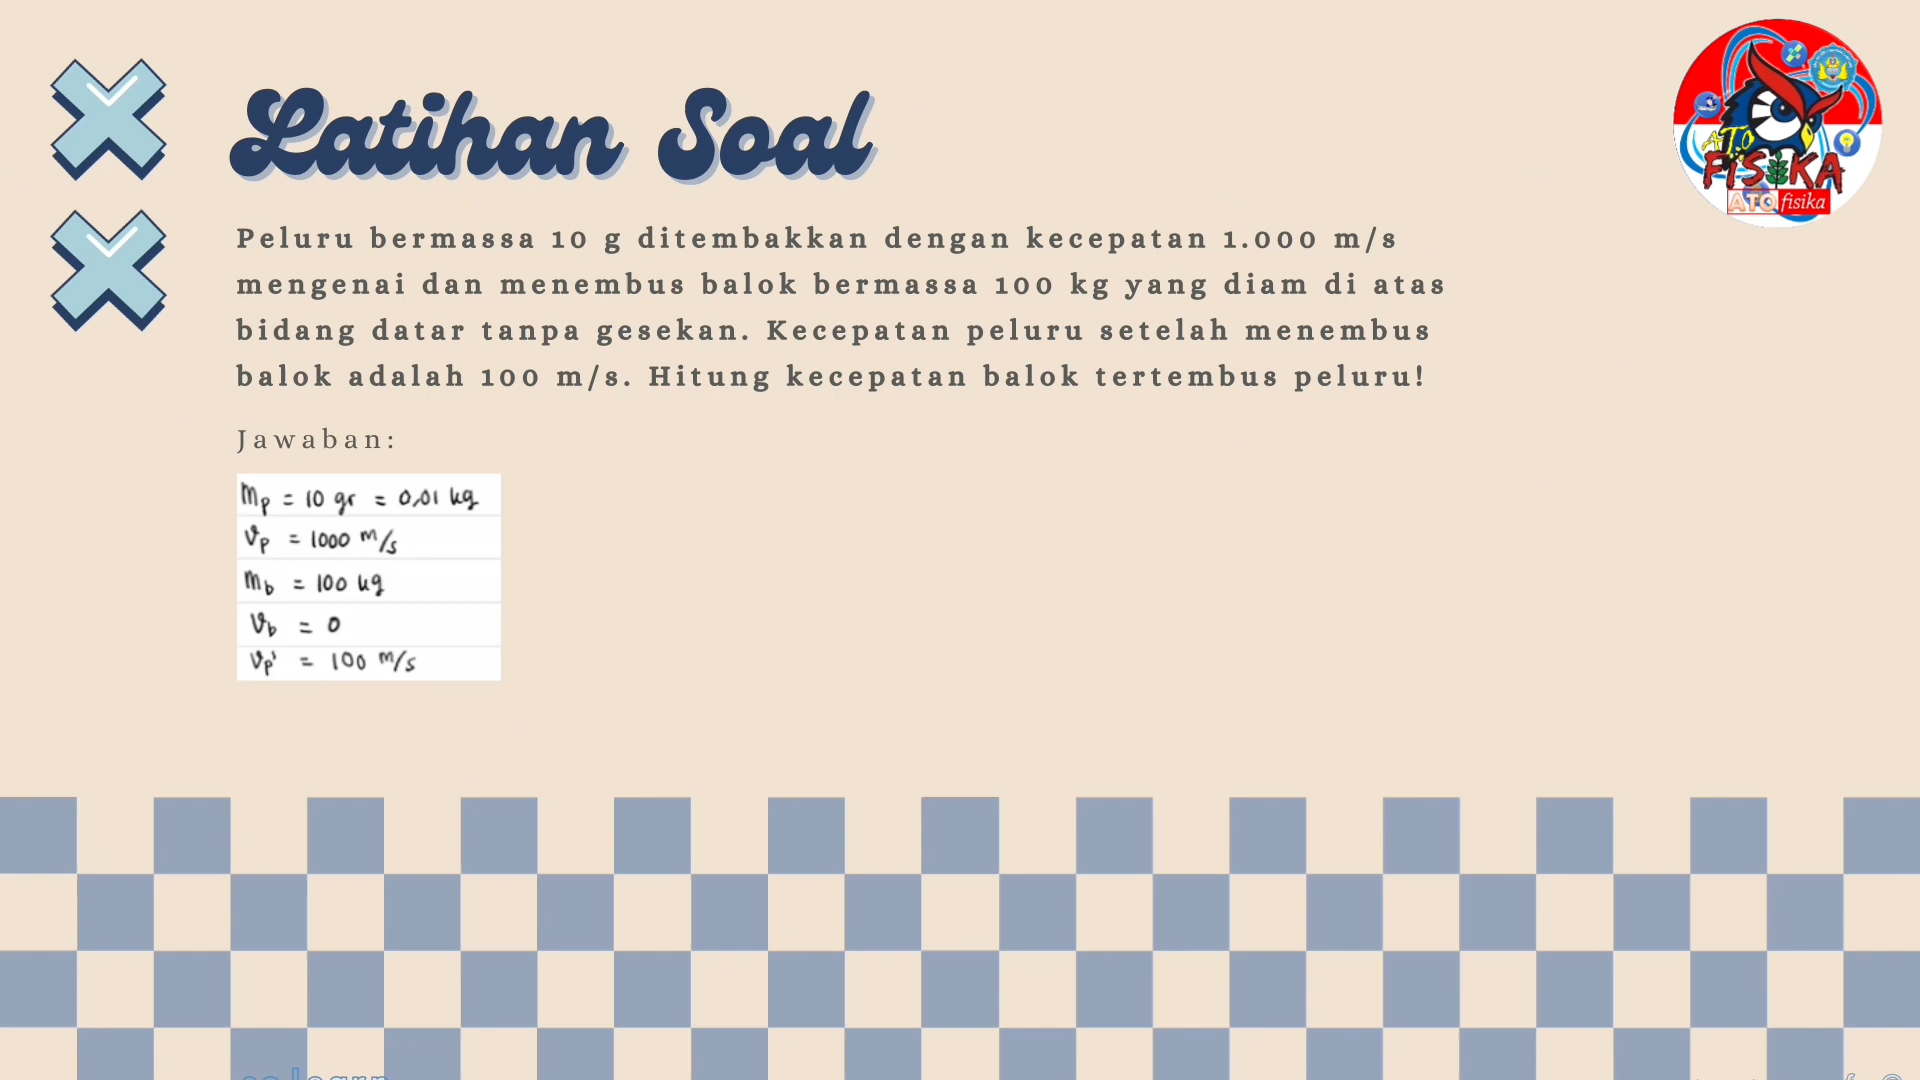 Latihan Soal
ATO
FISIKA
ATO fisika
Peluru bermassa 10 g ditembakkan dengan kecepatan 1.000 m/s
mengenai dan menembus balok bermassa 100 kg yang diam di atas
bidang datar tanpa gesekan. Kecepatan peluru setelah menembus
balok adalah 100 m/s. Hitung kecepatan balok tertembus peluru!
Jawaban:
mp = 10 gr = 0,01 kg
vp = 1000 m/s
mb = 100 kg
vb = 0
vp' = 100 m/s